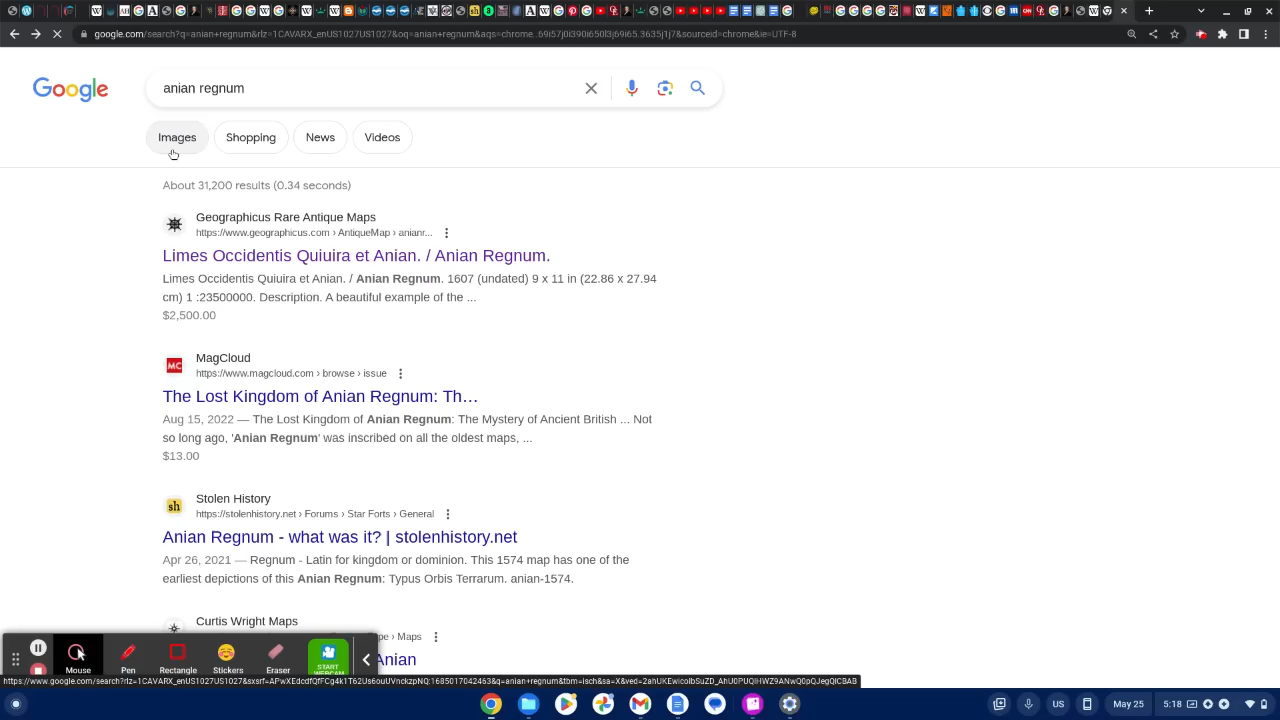 google.com/search?q=anian+regnum&rlz=1CAVARX_enUS1027US1027&oq=anian+regnum&aqs=chrome...69i57j0i390i650l3j69i65.3635j1j7&sourceid=chrome&ie=UTF-8
Google
anian regnum
Images
Shopping
News
Videos
About 31,200 results (0.34 seconds)
Geographicus Rare Antique Maps
https://www.geographicus.com › AntiqueMap › anianr...
Limes Occidentis Quiuira et Anian. / Anian Regnum.
Limes Occidentis Quiuira et Anian. / Anian Regnum. 1607 (undated) 9 x 11 in (22.86 x 27.94
cm) 1 :23500000. Description. A beautiful example of the ...
$2,500.00
MC
MagCloud
https://www.magcloud.com › browse › issue
The Lost Kingdom of Anian Regnum: Th…
Aug 15, 2022 — The Lost Kingdom of Anian Regnum: The Mystery of Ancient British ... Not
so long ago, 'Anian Regnum' was inscribed on all the oldest maps, ...
$13.00
sh
Stolen History
https://stolenhistory.net › Forums › Star Forts › General
Anian Regnum - what was it? | stolenhistory.net
Apr 26, 2021 — Regnum - Latin for kingdom or dominion. This 1574 map has one of the
earliest depictions of this Anian Regnum: Typus Orbis Terrarum. anian-1574.
Curtis Wright Maps
pe › Maps
Anian
Mouse
Pen
Rectangle
Stickers
Eraser
START
WEBCAM
US
May 25
5:18